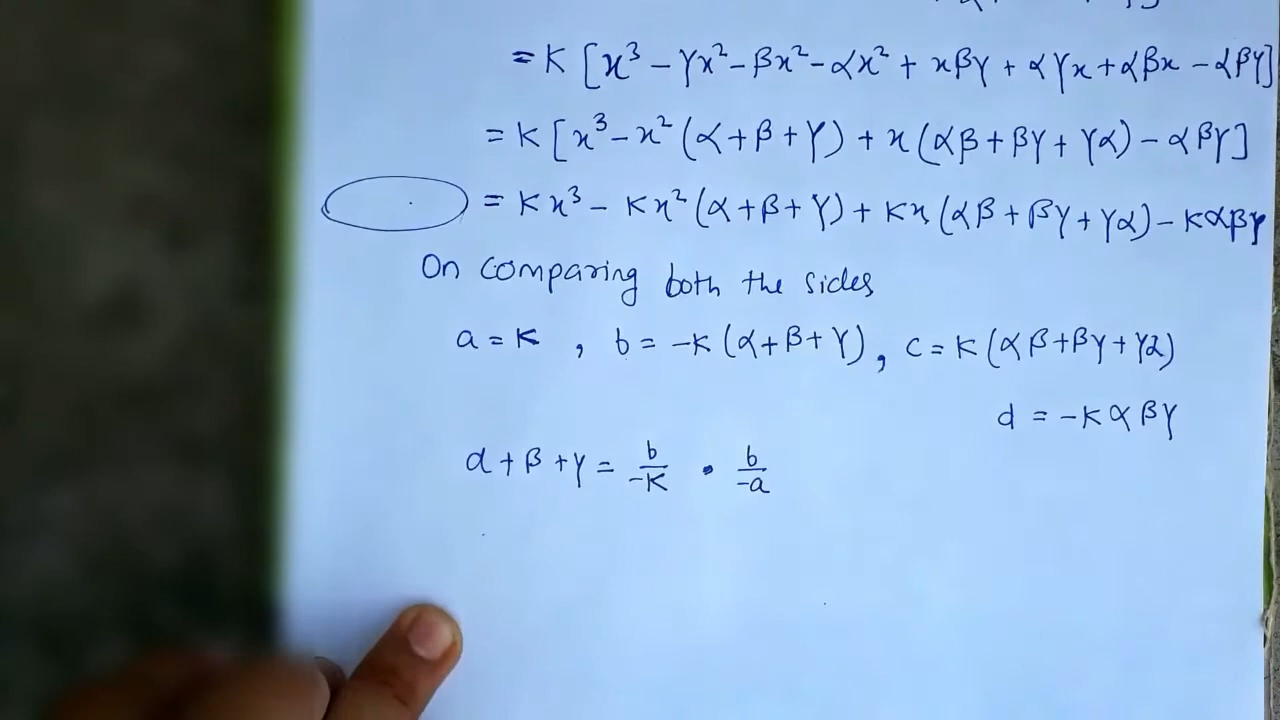 = K [x³ - γx² - βx² - αx² + xβγ + αγx + αβx - αβγ]
= K [x³ - x² (α + β + γ) + x (αβ + βγ + γα) - αβγ]
= Kx³ - Kx² (α + β + γ) + Kx (αβ + βγ + γα) - Kαβγ
On comparing both the sides
a = K , b = -K (α + β + γ) , c = K (αβ + βγ + γα)
d = -K α β γ
α + β + γ = b/-K · b/-a